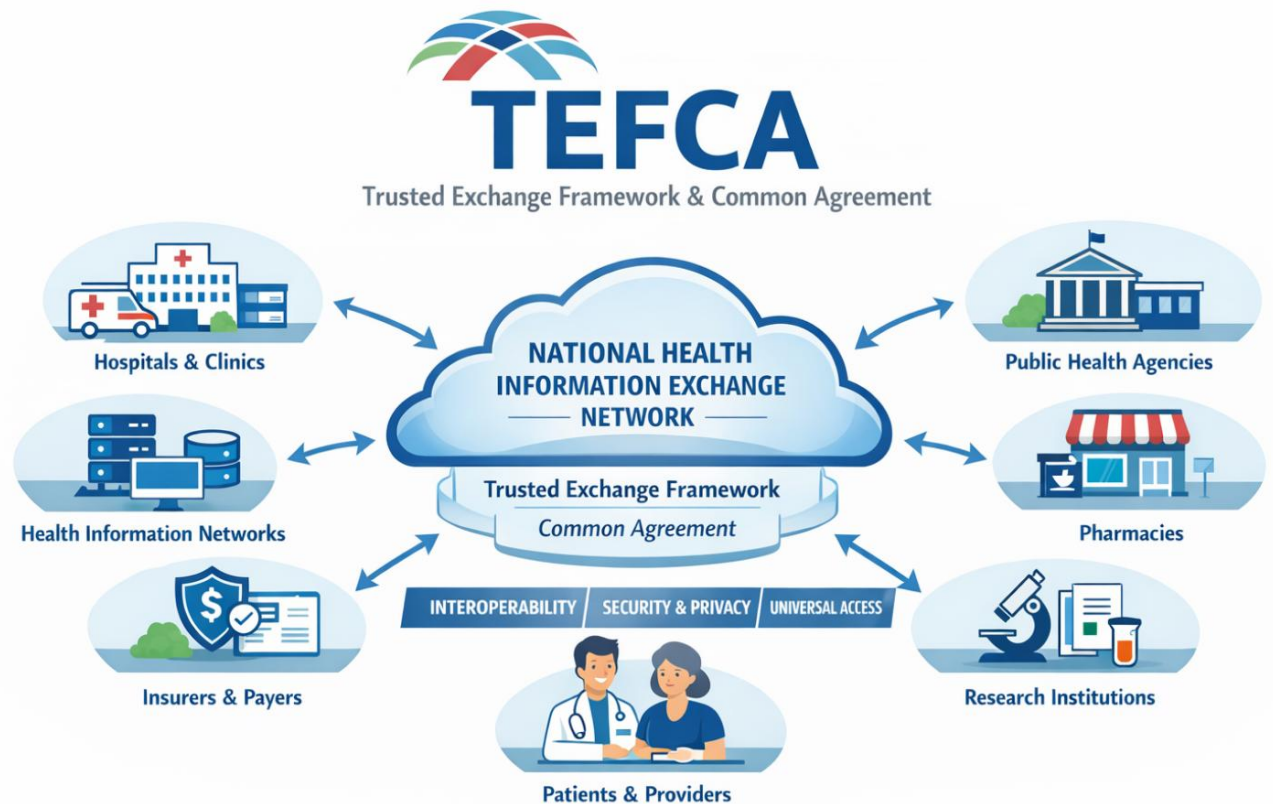 TEFCA
Trusted Exchange Framework & Common Agreement
Hospitals & Clinics
Public Health Agencies
NATIONAL HEALTH
INFORMATION EXCHANGE
NETWORK
Health Information Networks
Trusted Exchange Framework
Common Agreement
Pharmacies
Insurers & Payers
INTEROPERABILITY
SECURITY & PRIVACY
UNIVERSAL ACCESS
Research Institutions
$
Patients & Providers